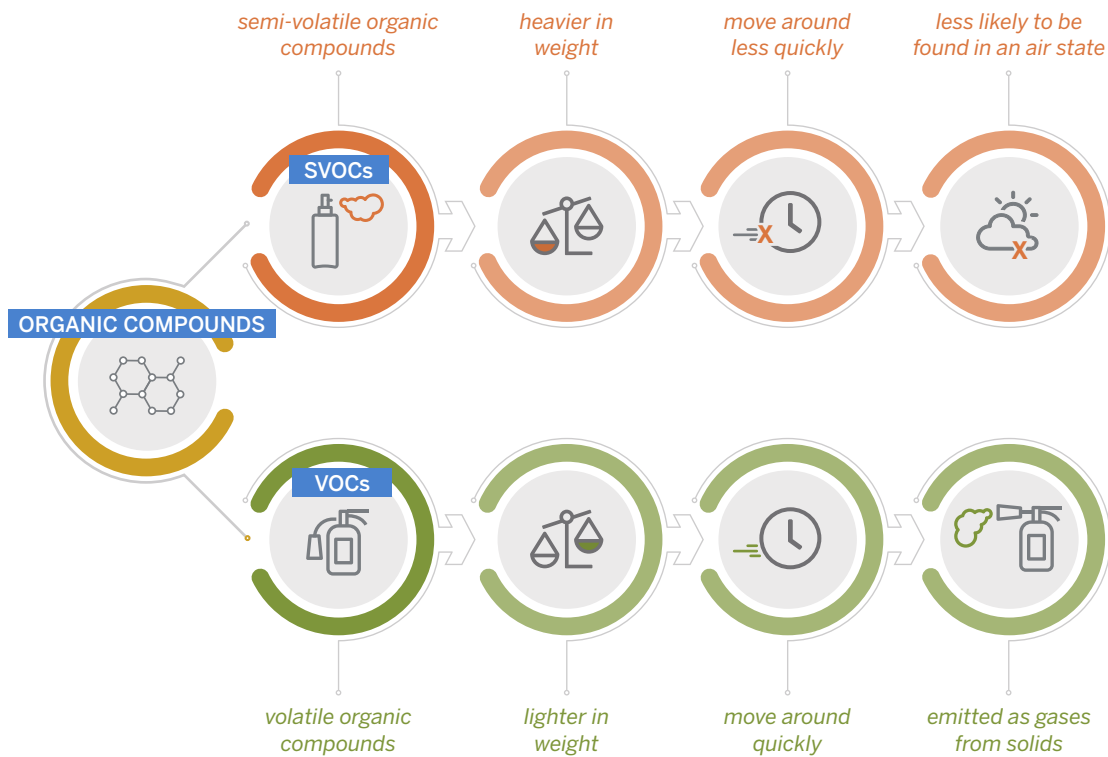 semi-volatile organic
compounds
heavier in
weight
move around
less quickly
less likely to be
found in an air state
SVOCs
X
X
ORGANIC COMPOUNDS
VOCs
volatile organic
compounds
lighter in
weight
move around
quickly
emitted as gases
from solids